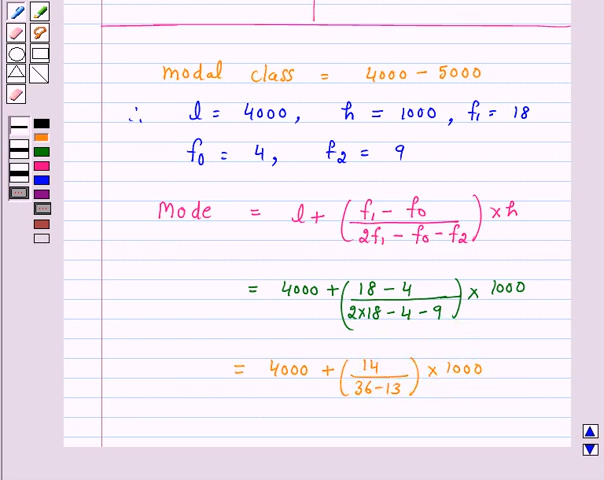 modal class = 4000 - 5000
∴ l = 4000, h = 1000, f₁ = 18
f₀ = 4, f₂ = 9
Mode = l + ( (f₁ - f₀) / (2f₁ - f₀ - f₂) ) × h
= 4000 + ( (18 - 4) / (2×18 - 4 - 9) ) × 1000
= 4000 + ( 14 / (36 - 13) ) × 1000